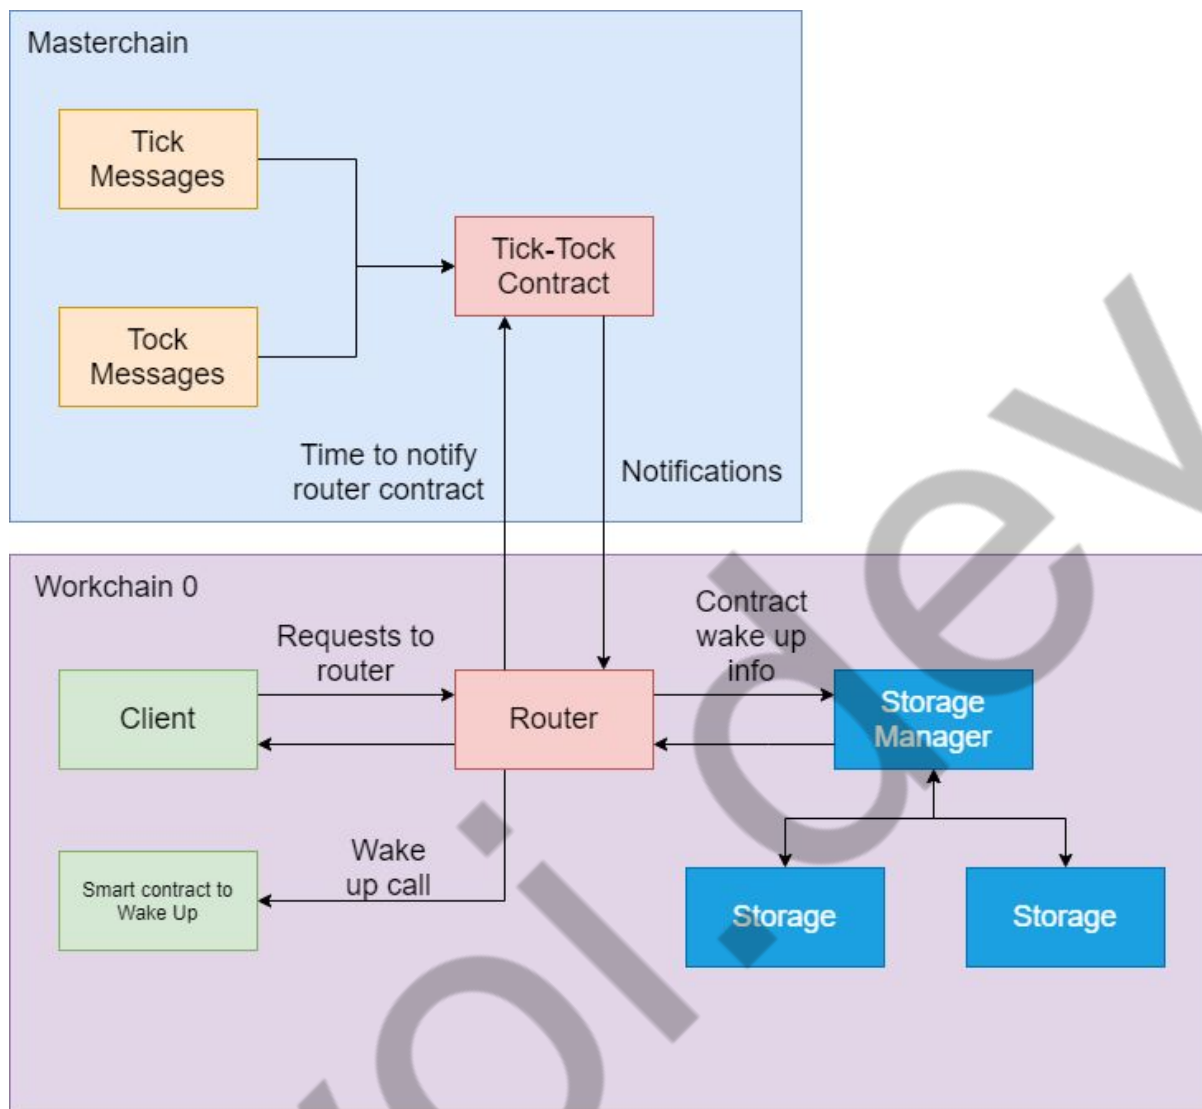 Masterchain
Tick
Messages
Tick-Tock
Contract
Tock
Messages
Time to notify
router contract
Notifications
Workchain 0
Requests to
router
Contract
wake up
info
Client
Router
Storage
Manager
Wake
up call
Smart contract to
Wake Up
Storage
Storage